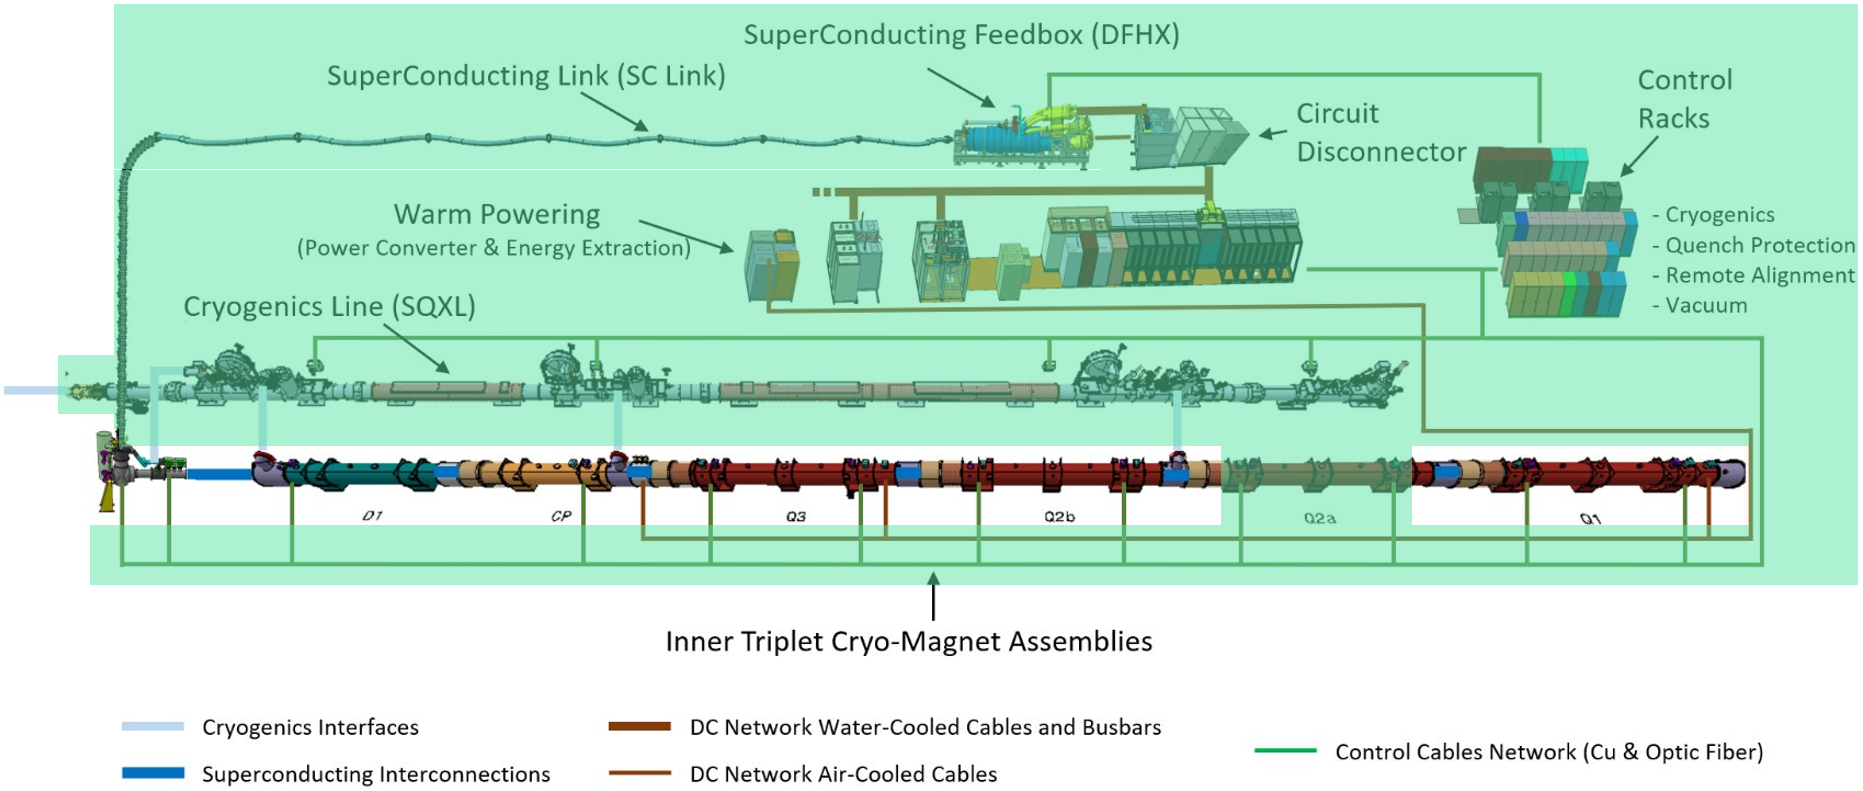 SuperConducting Feedbox (DFHX)
SuperConducting Link (SC Link)
Control
Racks
Circuit
Disconnector
Warm Powering
(Power Converter & Energy Extraction)
- Cryogenics
- Quench Protection
- Remote Alignment
- Vacuum
Cryogenics Line (SQXL)
D1
CP
Q3
Q2b
Q2a
Q1
Inner Triplet Cryo-Magnet Assemblies
Cryogenics Interfaces
DC Network Water-Cooled Cables and Busbars
Control Cables Network (Cu & Optic Fiber)
Superconducting Interconnections
DC Network Air-Cooled Cables